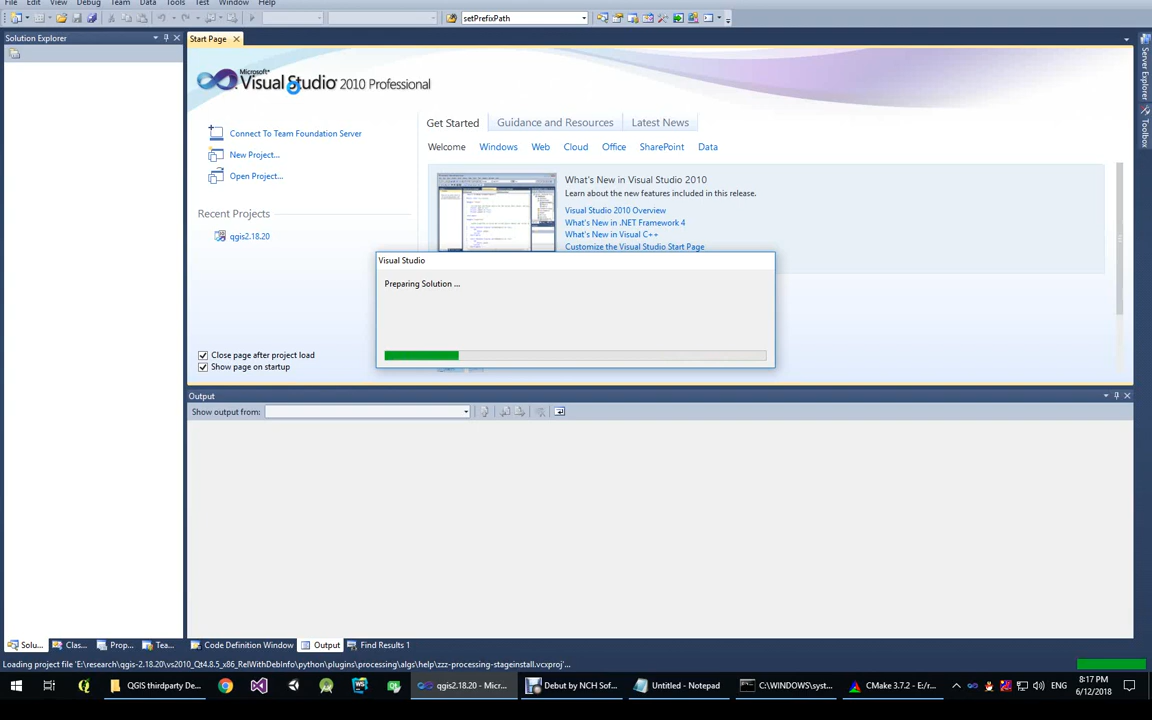 File Edit View Debug Team Data Tools Test Window Help
setPrefixPath
Solution Explorer
Start Page
Server Explorer
Toolbox
Microsoft
Visual Studio 2010 Professional
Get Started Guidance and Resources Latest News
Connect To Team Foundation Server
New Project...
Open Project...
Welcome Windows Web Cloud Office SharePoint Data
What's New in Visual Studio 2010
Learn about the new features included in this release.
Visual Studio 2010 Overview
What's New in .NET Framework 4
What's New in Visual C++
Customize the Visual Studio Start Page
Recent Projects
qgis2.18.20
Visual Studio
Preparing Solution ...
Close page after project load
Show page on startup
Output
Show output from:
Solu... Clas... Prop... Tea... Code Definition Window Output Find Results 1
Loading project file 'E:\research\qgis-2.18.20\vs2010_Qt4.8.5_x86_RelWithDebInfo\python\plugins\processing\algs\help\zzz-processing-stageinstall.vcxproj'...
QGIS thirdparty De... qgis2.18.20 - Micr... Debut by NCH Sof... Untitled - Notepad C:\WINDOWS\syst... CMake 3.7.2 - E:/r... ENG
8:17 PM
6/12/2018